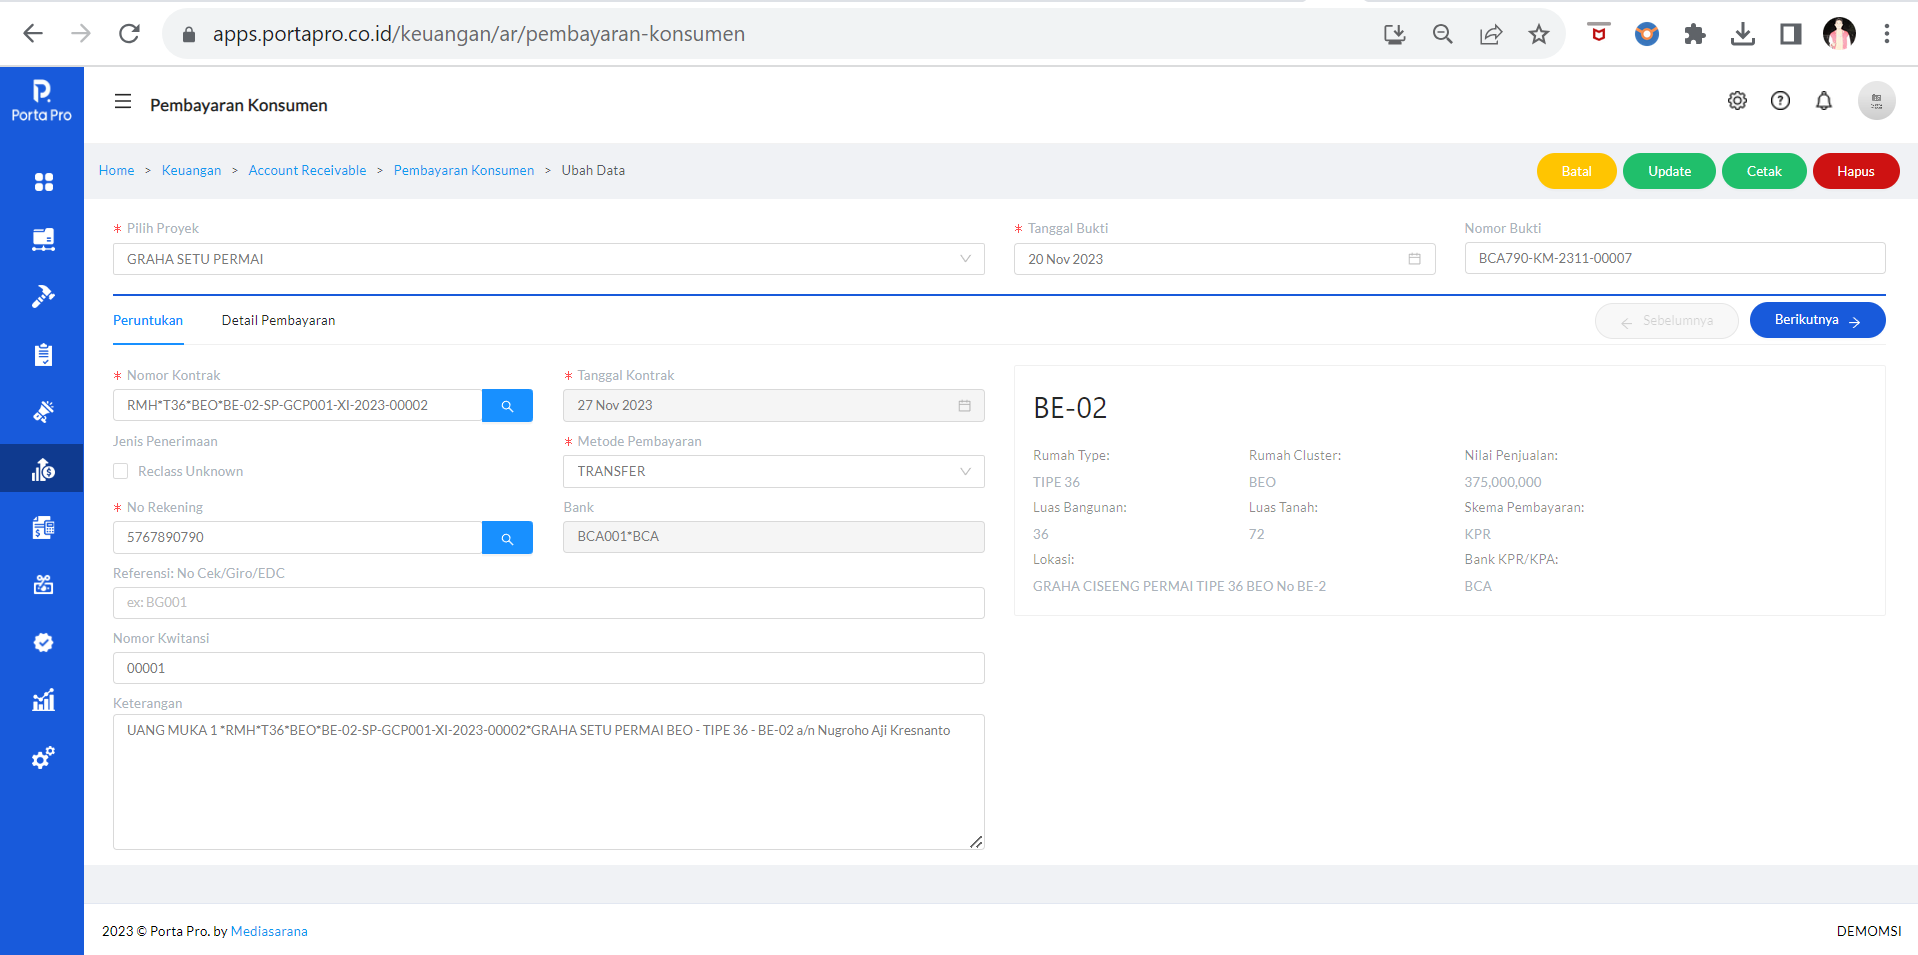 apps.portapro.co.id/keuangan/ar/pembayaran-konsumen
Porta Pro
Pembayaran Konsumen
Home > Keuangan > Account Receivable > Pembayaran Konsumen > Ubah Data
Batal
Update
Cetak
Hapus
* Pilih Proyek
GRAHA SETU PERMAI
* Tanggal Bukti
20 Nov 2023
Nomor Bukti
BCA790-KM-2311-00007
Peruntukan
Detail Pembayaran
← Sebelumnya
Berikutnya →
* Nomor Kontrak
RMH*T36*BEO*BE-02-SP-GCP001-XI-2023-00002
* Tanggal Kontrak
27 Nov 2023
Jenis Penerimaan
Reclass Unknown
* Metode Pembayaran
TRANSFER
* No Rekening
5767890790
Bank
BCA001*BCA
Referensi: No Cek/Giro/EDC
ex: BG001
Nomor Kwitansi
00001
Keterangan
UANG MUKA 1 *RMH*T36*BEO*BE-02-SP-GCP001-XI-2023-00002*GRAHA SETU PERMAI BEO - TIPE 36 - BE-02 a/n Nugroho Aji Kresnanto
BE-02
Rumah Type:
TIPE 36
Rumah Cluster:
BEO
Nilai Penjualan:
375,000,000
Luas Bangunan:
36
Luas Tanah:
72
Skema Pembayaran:
KPR
Lokasi:
GRAHA CISEENG PERMAI TIPE 36 BEO No BE-2
Bank KPR/KPA:
BCA
2023 © Porta Pro. by Mediasarana
DEMOMSI